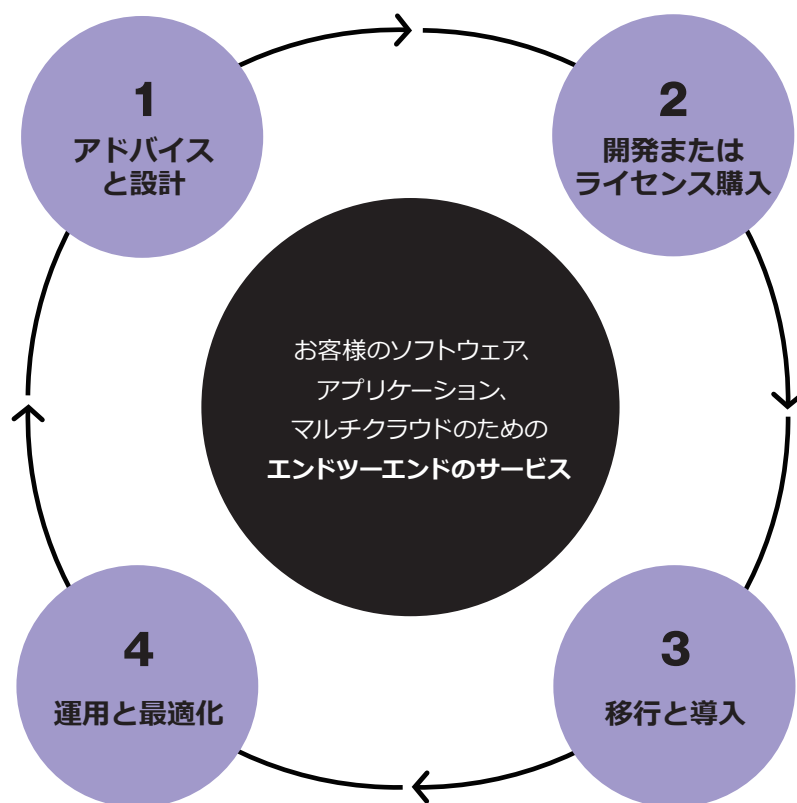 1
アドバイス
と設計
2
開発または
ライセンス購入
お客様のソフトウェア、
アプリケーション、
マルチクラウドのための
エンドツーエンドのサービス
3
移行と導入
4
運用と最適化